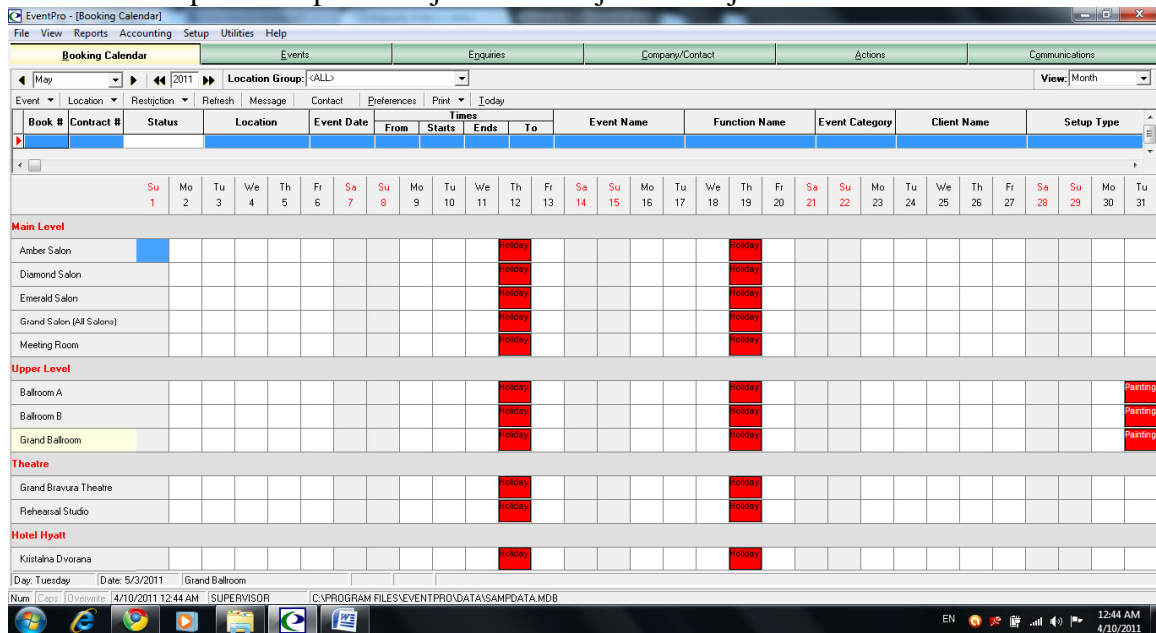 EventPro - [Booking Calendar]
File View Reports Accounting Setup Utilities Help
Booking Calendar Events Enquiries Company/Contact Actions Communications
May 2011 Location Group: <ALL> View: Month
Event Location Restriction Refresh Message Contact Preferences Print Today
Book # Contract # Status Location Event Date Times Event Name Function Name Event Category Client Name Setup Type
From Starts Ends To
Su Mo Tu We Th Fr Sa Su Mo Tu We Th Fr Sa Su Mo Tu We Th Fr Sa Su Mo Tu We Th Fr Sa Su Mo Tu
1 2 3 4 5 6 7 8 9 10 11 12 13 14 15 16 17 18 19 20 21 22 23 24 25 26 27 28 29 30 31
Main Level
Amber Salon Holiday Holiday
Diamond Salon Holiday Holiday
Emerald Salon Holiday Holiday
Grand Salon (All Salons) Holiday Holiday
Meeting Room Holiday Holiday
Upper Level
Ballroom A Holiday Holiday Painting
Ballroom B Holiday Holiday Painting
Grand Ballroom Holiday Holiday Painting
Theatre
Grand Bravura Theatre Holiday Holiday
Rehearsal Studio Holiday Holiday
Hotel Hyatt
Kristalna Dvorana Holiday Holiday
Day: Tuesday Date: 5/3/2011 Grand Ballroom
Num Caps Overwrite 4/10/2011 12:44 AM SUPERVISOR C:\PROGRAM FILES\EVENTPRO\DATA\SAMPDATA.MDB
EN 12:44 AM
4/10/2011